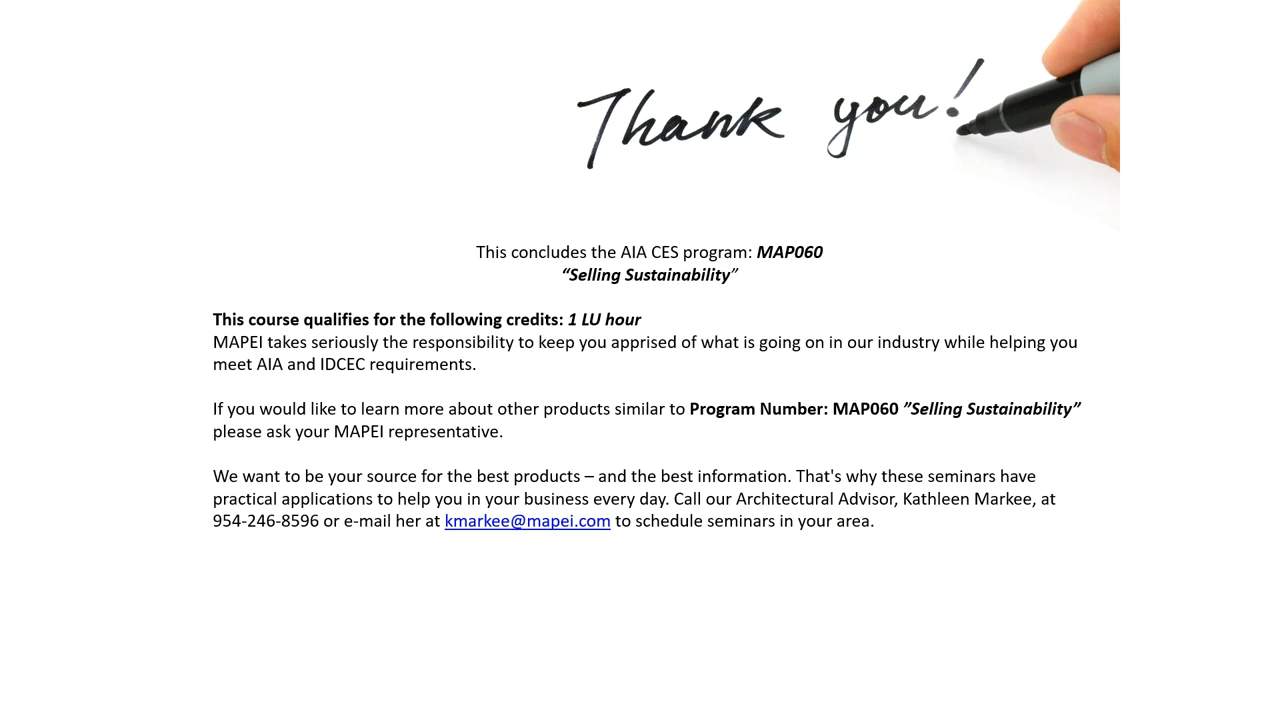 Thank you!
This concludes the AIA CES program: MAP060
“Selling Sustainability”
This course qualifies for the following credits: 1 LU hour
MAPEI takes seriously the responsibility to keep you apprised of what is going on in our industry while helping you
meet AIA and IDCEC requirements.
If you would like to learn more about other products similar to Program Number: MAP060 ”Selling Sustainability”
please ask your MAPEI representative.
We want to be your source for the best products – and the best information. That's why these seminars have
practical applications to help you in your business every day. Call our Architectural Advisor, Kathleen Markee, at
954-246-8596 or e-mail her at kmarkee@mapei.com to schedule seminars in your area.